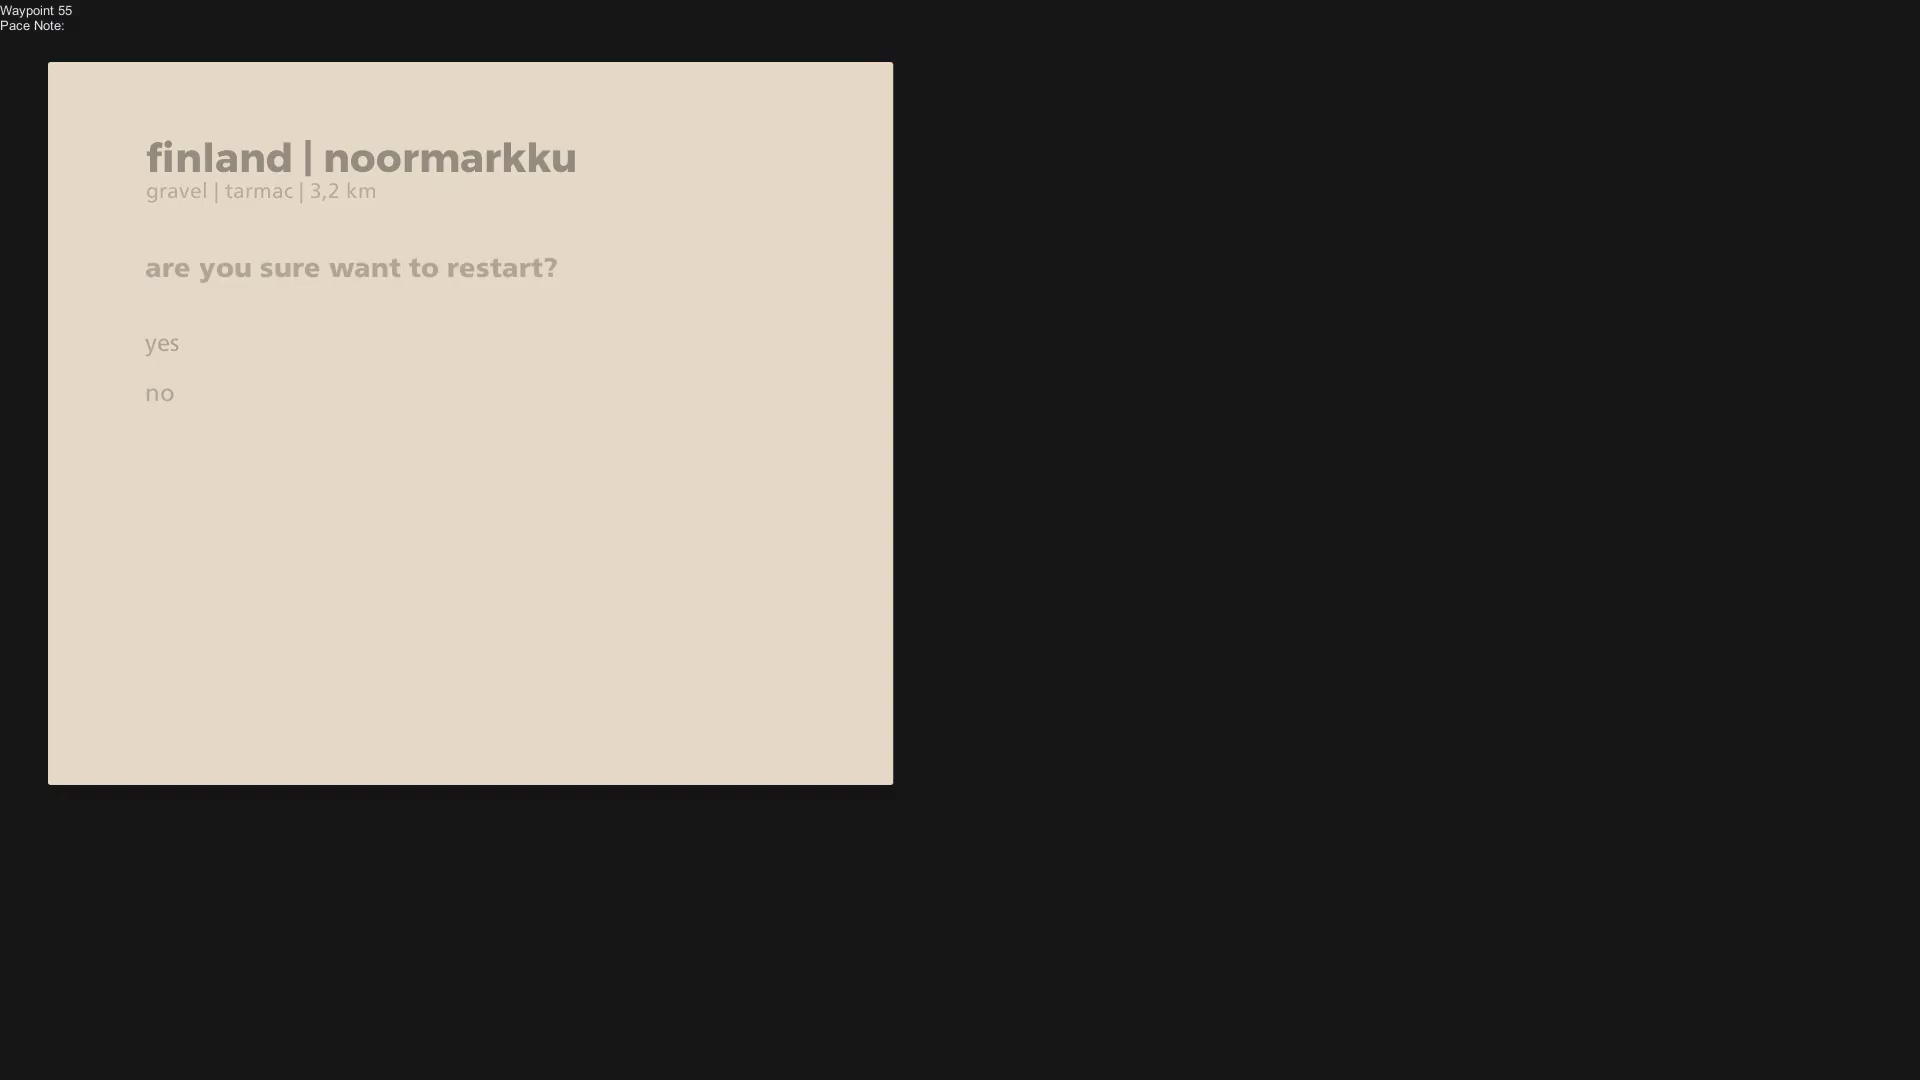 Waypoint 55
Pace Note:
finland | noormarkku
gravel | tarmac | 3,2 km
are you sure want to restart?
yes
no